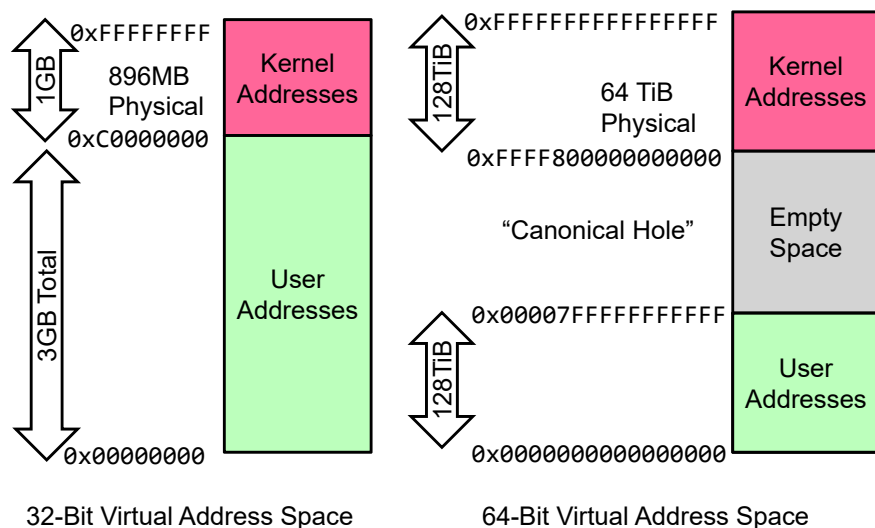 0xFFFFFFFF
1GB
896MB
Physical
Kernel
Addresses
0xC0000000
3GB Total
User
Addresses
0x00000000
32-Bit Virtual Address Space
0xFFFFFFFFFFFFFFFF
128TiB
64 TiB
Physical
Kernel
Addresses
0xFFFF800000000000
“Canonical Hole”
Empty
Space
0x00007FFFFFFFFFFF
128TiB
User
Addresses
0x0000000000000000
64-Bit Virtual Address Space